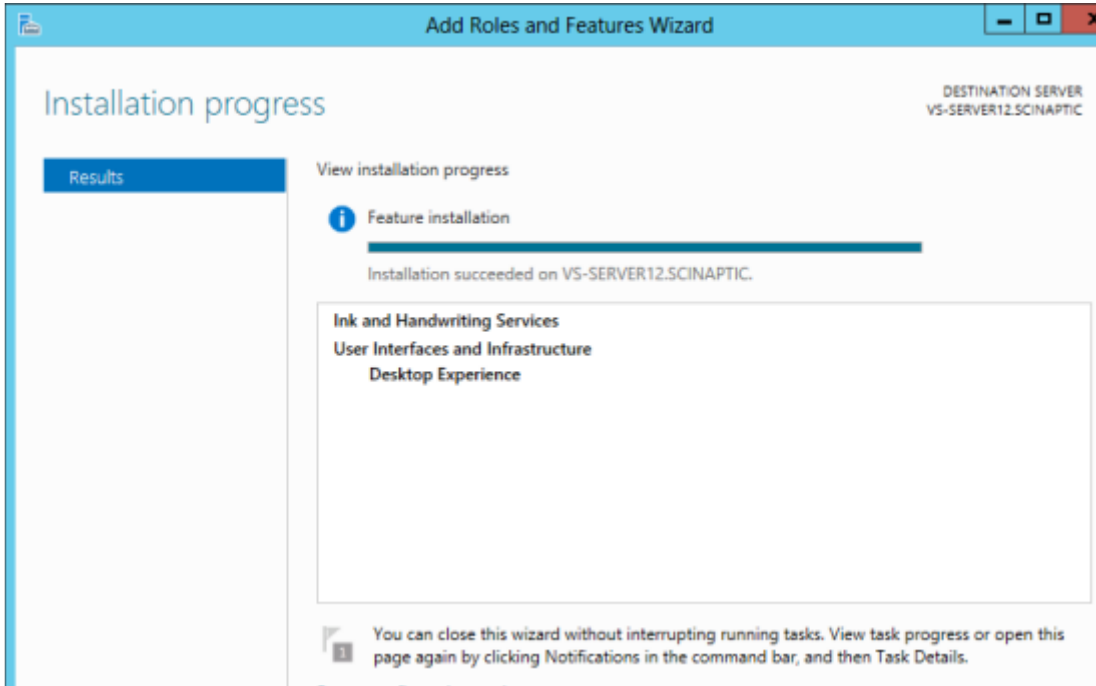 Add Roles and Features Wizard
Installation progress
DESTINATION SERVER
VS-SERVER12.SCINAPTIC
Results
View installation progress
Feature installation
Installation succeeded on VS-SERVER12.SCINAPTIC.
Ink and Handwriting Services
User Interfaces and Infrastructure
Desktop Experience
1
You can close this wizard without interrupting running tasks. View task progress or open this
page again by clicking Notifications in the command bar, and then Task Details.